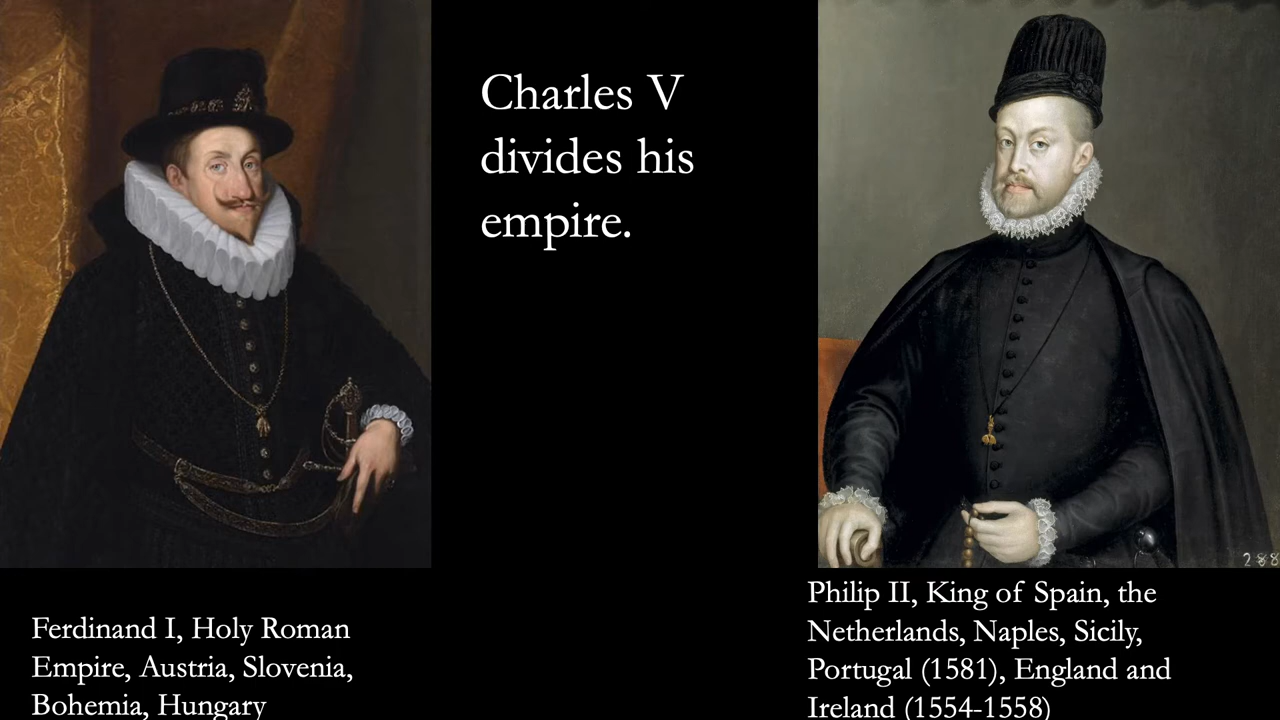 Charles V
divides his
empire.
Ferdinand I, Holy Roman
Empire, Austria, Slovenia,
Bohemia, Hungary
288
Philip II, King of Spain, the
Netherlands, Naples, Sicily,
Portugal (1581), England and
Ireland (1554-1558)